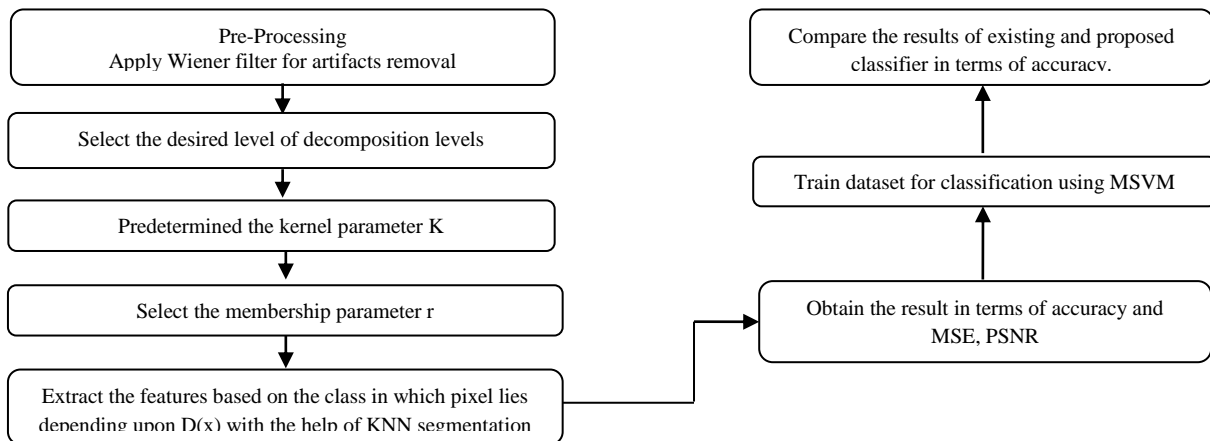 Pre-Processing
Apply Wiener filter for artifacts removal
Select the desired level of decomposition levels
Predetermined the kernel parameter K
Select the membership parameter r
Extract the features based on the class in which pixel lies
depending upon D(x) with the help of KNN segmentation
Obtain the result in terms of accuracy and
MSE, PSNR
Train dataset for classification using MSVM
Compare the results of existing and proposed
classifier in terms of accuracy.